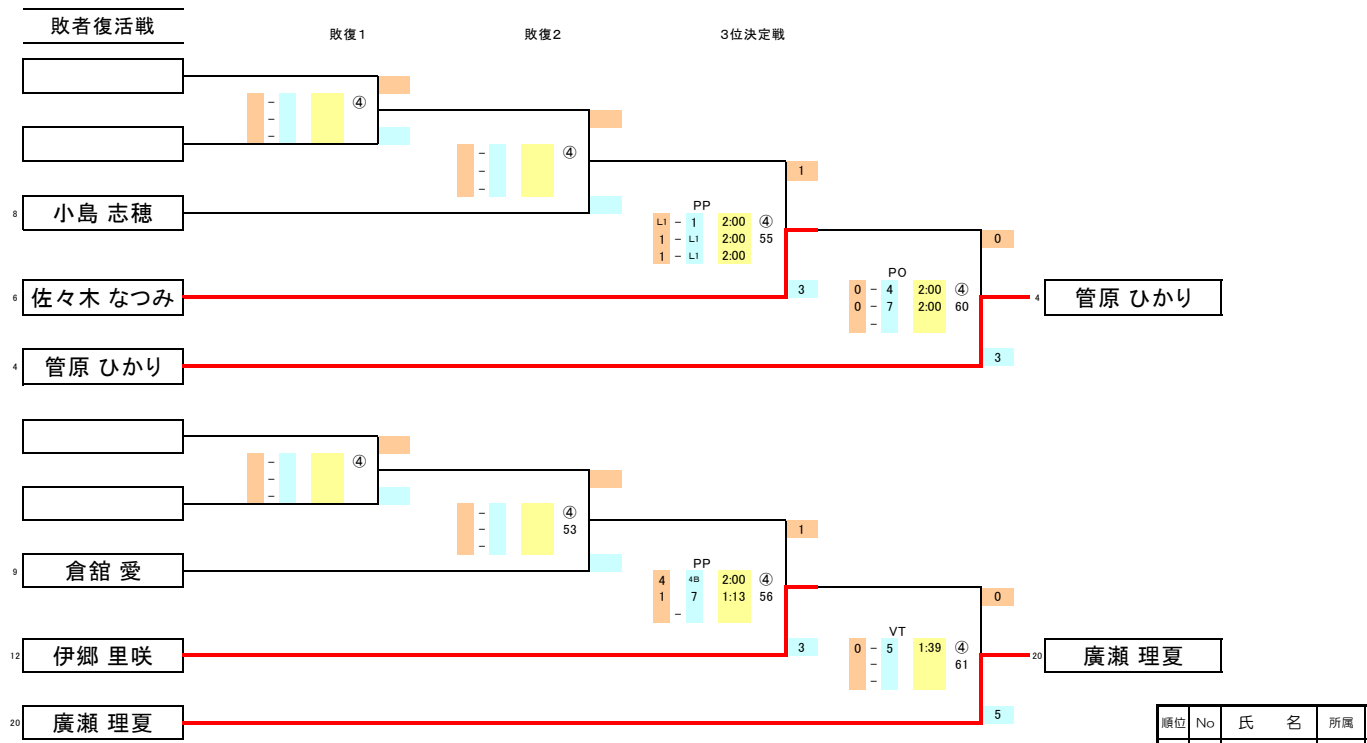 敗者復活戦
敗復1
敗復2
3位決定戦
④
-
-
-
④
-
-
-
8 小島 志穂
1
PP
L1 - 1 2:00 ④
1 - L1 2:00 55
1 - L1 2:00
0
6 佐々木 なつみ
3
PO
0 - 4 2:00 ④
0 - 7 2:00 60
-
4 管原 ひかり
4 管原 ひかり
3
④
-
-
-
④
-
- 53
-
1
9 倉舘 愛
PP
4 4B 2:00 ④
1 7 1:13 56
-
0
12 伊郷 里咲
3
VT
0 - 5 1:39 ④
- 61
-
20 廣瀬 理夏
20 廣瀬 理夏
5
順位 No 氏 名 所属